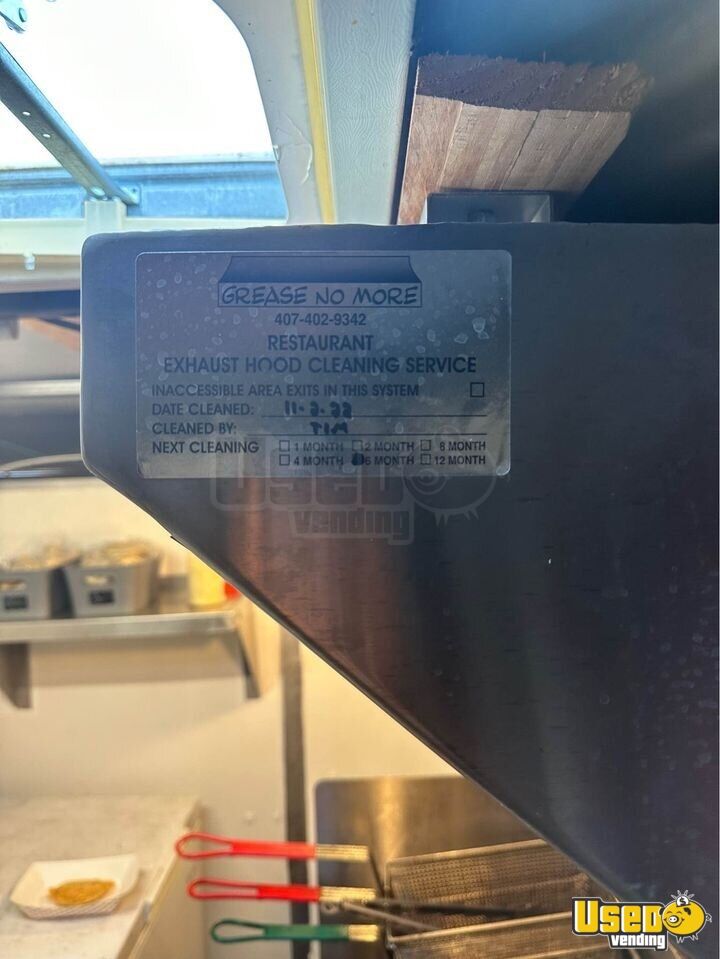 GREASE NO MORE
407-402-9342
RESTAURANT
EXHAUST HOOD CLEANING SERVICE
INACCESSIBLE AREA EXITS IN THIS SYSTEM
DATE CLEANED: 11-2-22
CLEANED BY: TIM
NEXT CLEANING 1 MONTH 2 MONTH 8 MONTH
4 MONTH 6 MONTH 12 MONTH
USED
vending
USED
vending